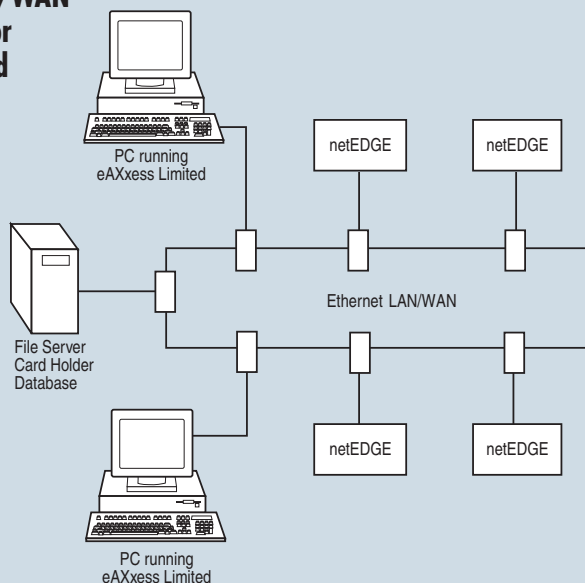 WAN
or
d
PC running
eAXxess Limited
netEDGE
netEDGE
Ethernet LAN/WAN
File Server
Card Holder
Database
netEDGE
netEDGE
PC running
eAXxess Limited